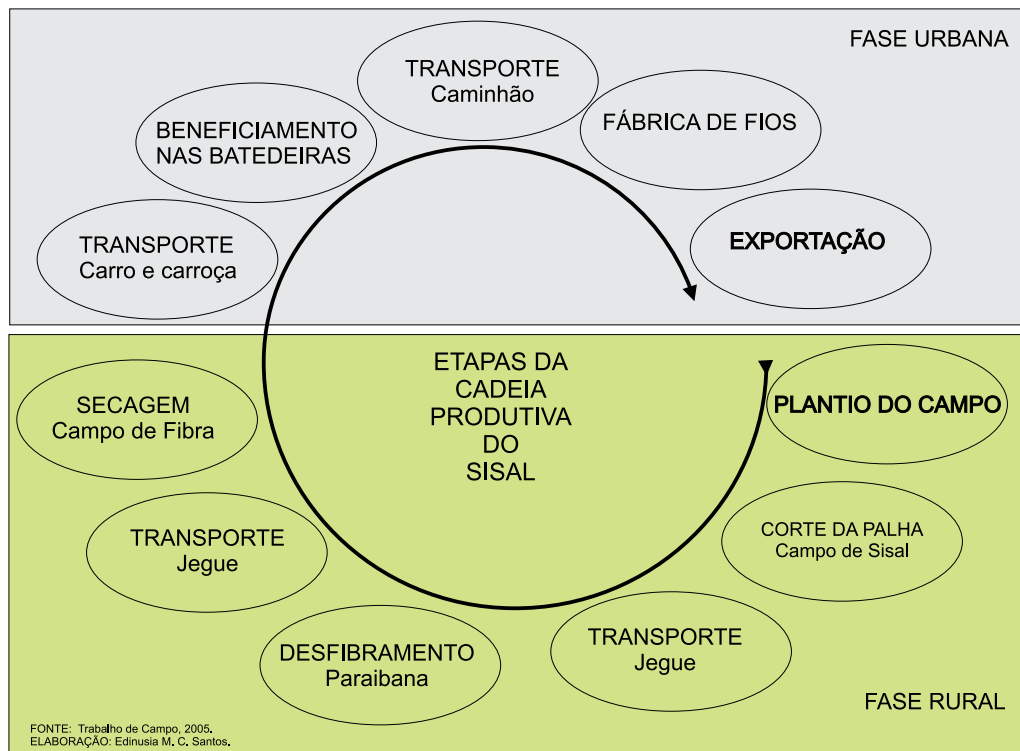 FASE URBANA
TRANSPORTE
Caminhão
FÁBRICA DE FIOS
BENEFICIAMENTO
NAS BATEDEIRAS
EXPORTAÇÃO
TRANSPORTE
Carro e carroça
ETAPAS DA
CADEIA
PRODUTIVA
DO
SISAL
PLANTIO DO CAMPO
SECAGEM
Campo de Fibra
CORTE DA PALHA
Campo de Sisal
TRANSPORTE
Jegue
TRANSPORTE
Jegue
DESFIBRAMENTO
Paraibana
FASE RURAL
FONTE: Trabalho de Campo, 2005.
ELABORAÇÃO: Edinusia M. C. Santos.